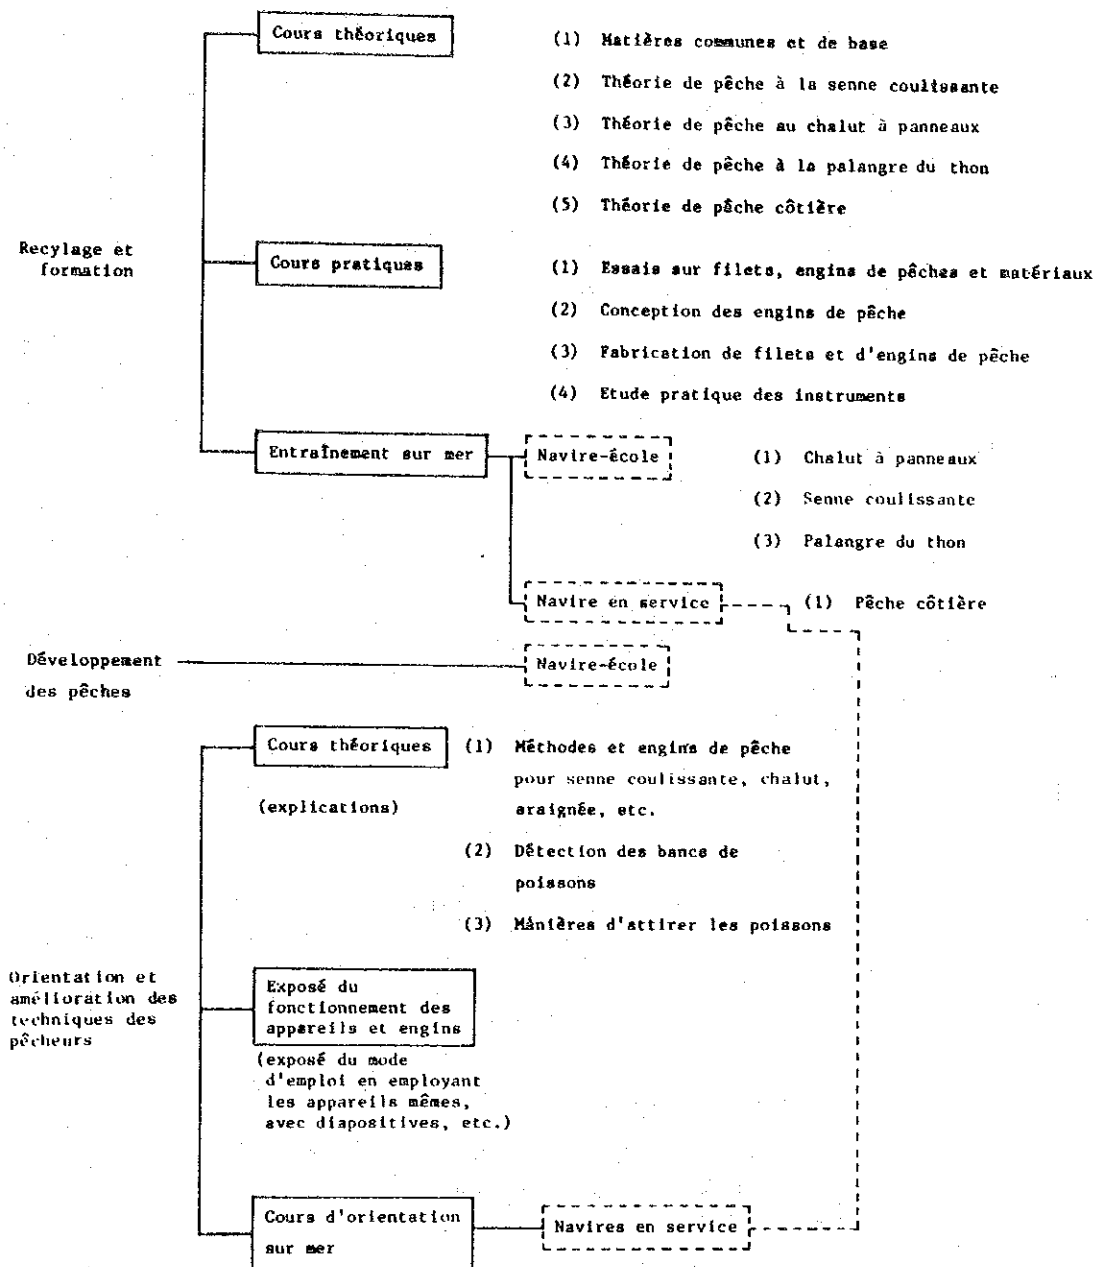 Cours théoriques
(1) Matières communes et de base
(2) Théorie de pêche à la senne coulissante
(3) Théorie de pêche au chalut à panneaux
(4) Théorie de pêche à la palangre du thon
(5) Théorie de pêche côtière
Recylage et
formation
Cours pratiques
(1) Essais sur filets, engins de pêches et matériaux
(2) Conception des engins de pêche
(3) Fabrication de filets et d'engins de pêche
(4) Etude pratique des instruments
Entraînement sur mer
Navire-école
(1) Chalut à panneaux
(2) Senne coulissante
(3) Palangre du thon
Navire en service
(1) Pêche côtière
Développement
des pêches
Navire-école
Cours théoriques
(explications)
(1) Méthodes et engins de pêche
pour senne coulissante, chalut,
araignée, etc.
(2) Détection des bancs de
poissons
(3) Manières d'attirer les poissons
Orientation et
amélioration des
techniques des
pêcheurs
Exposé du
fonctionnement des
appareils et engins
(exposé du mode
d'emploi en employant
les appareils mêmes,
avec diapositives, etc.)
Cours d'orientation
sur mer
Navires en service